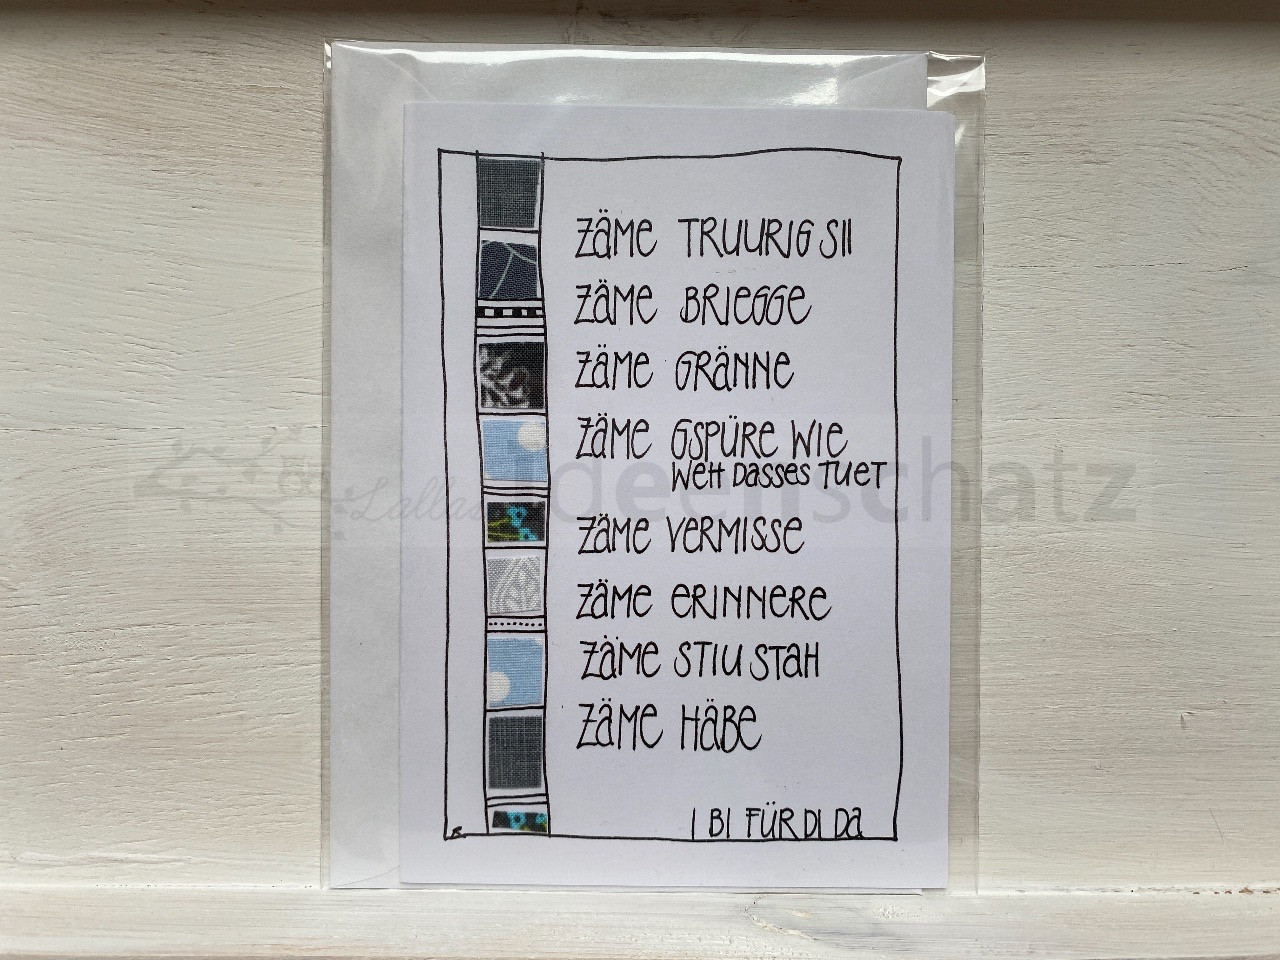 ZÄME TRUURIG SII
ZÄME BRIEGGE
ZÄME GRÄNNE
ZÄME GSPÜRE WIE
WEH DASSES TUET
ZÄME VERMISSE
ZÄME ERINNERE
ZÄME STIU STAH
ZÄME HÄBE
I BI FÜR DI DA
Ideenschatz